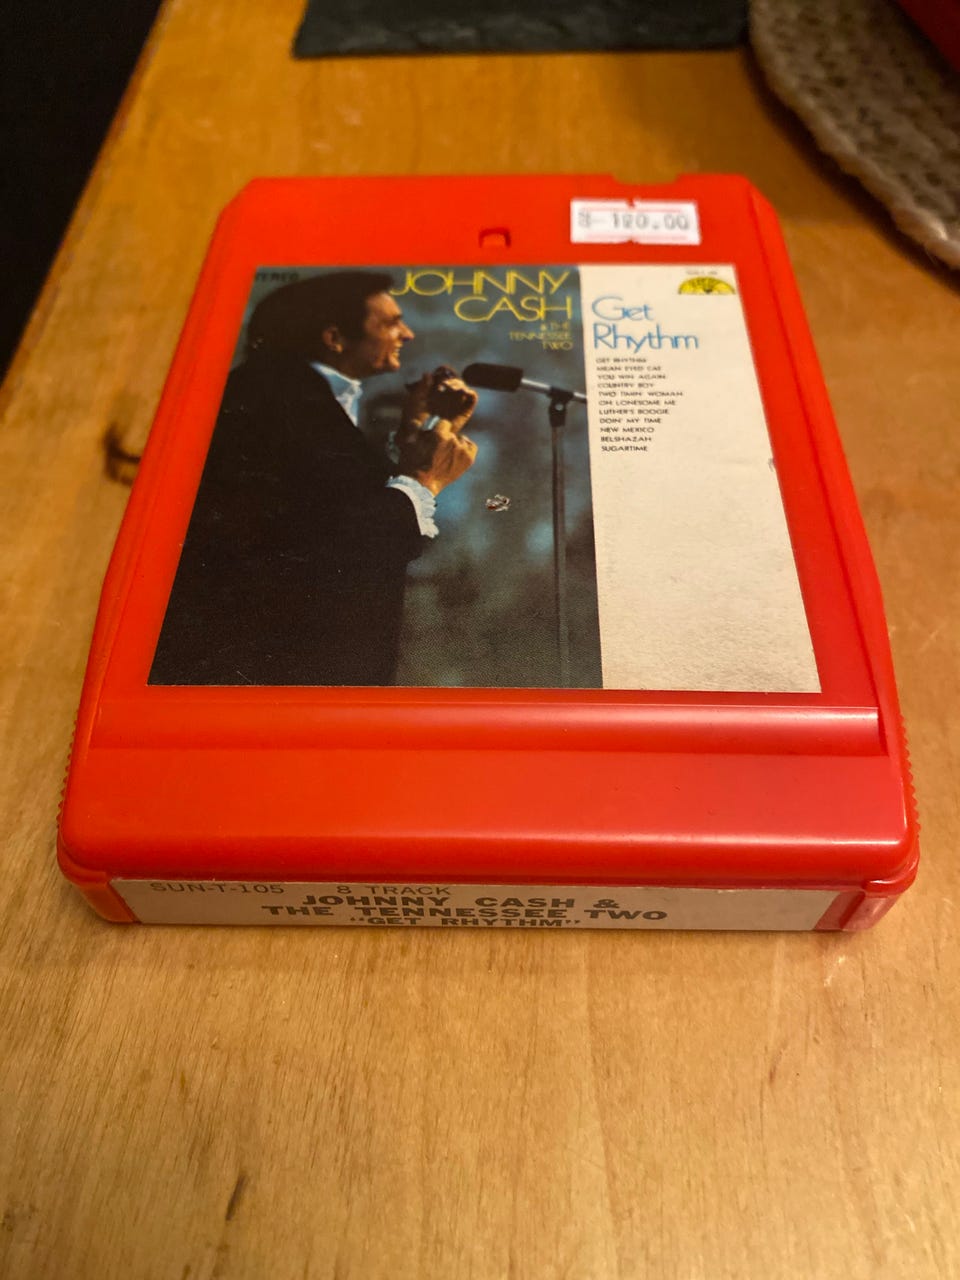 120.00
STEREO
JOHNNY
CASH
& THE
TENNESSEE
TWO
Get
Rhythm
GET RHYTHM
MEAN EYED CAT
YOU WIN AGAIN
COUNTRY BOY
TWO TIMIN' WOMAN
OH LONESOME ME
LUTHER'S BOOGIE
DOIN' MY TIME
NEW MEXICO
BELSHAZAH
SUGARTIME
SUN-T-105 8 TRACK
JOHNNY CASH &
THE TENNESSEE TWO
"GET RHYTHM"